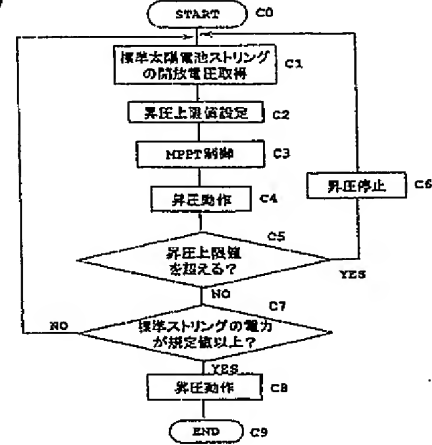 START C0
標準太陽電池ストリング
の開放電圧取得 C1
昇圧上限値設定 C2
MPPT制御 C3
昇圧動作 C4
昇圧停止 C6
C5
昇圧上限値
を超える?
YES
NO
C7
標準ストリングの電力
が規定値以上?
NO
YES
昇圧動作 C8
END C9